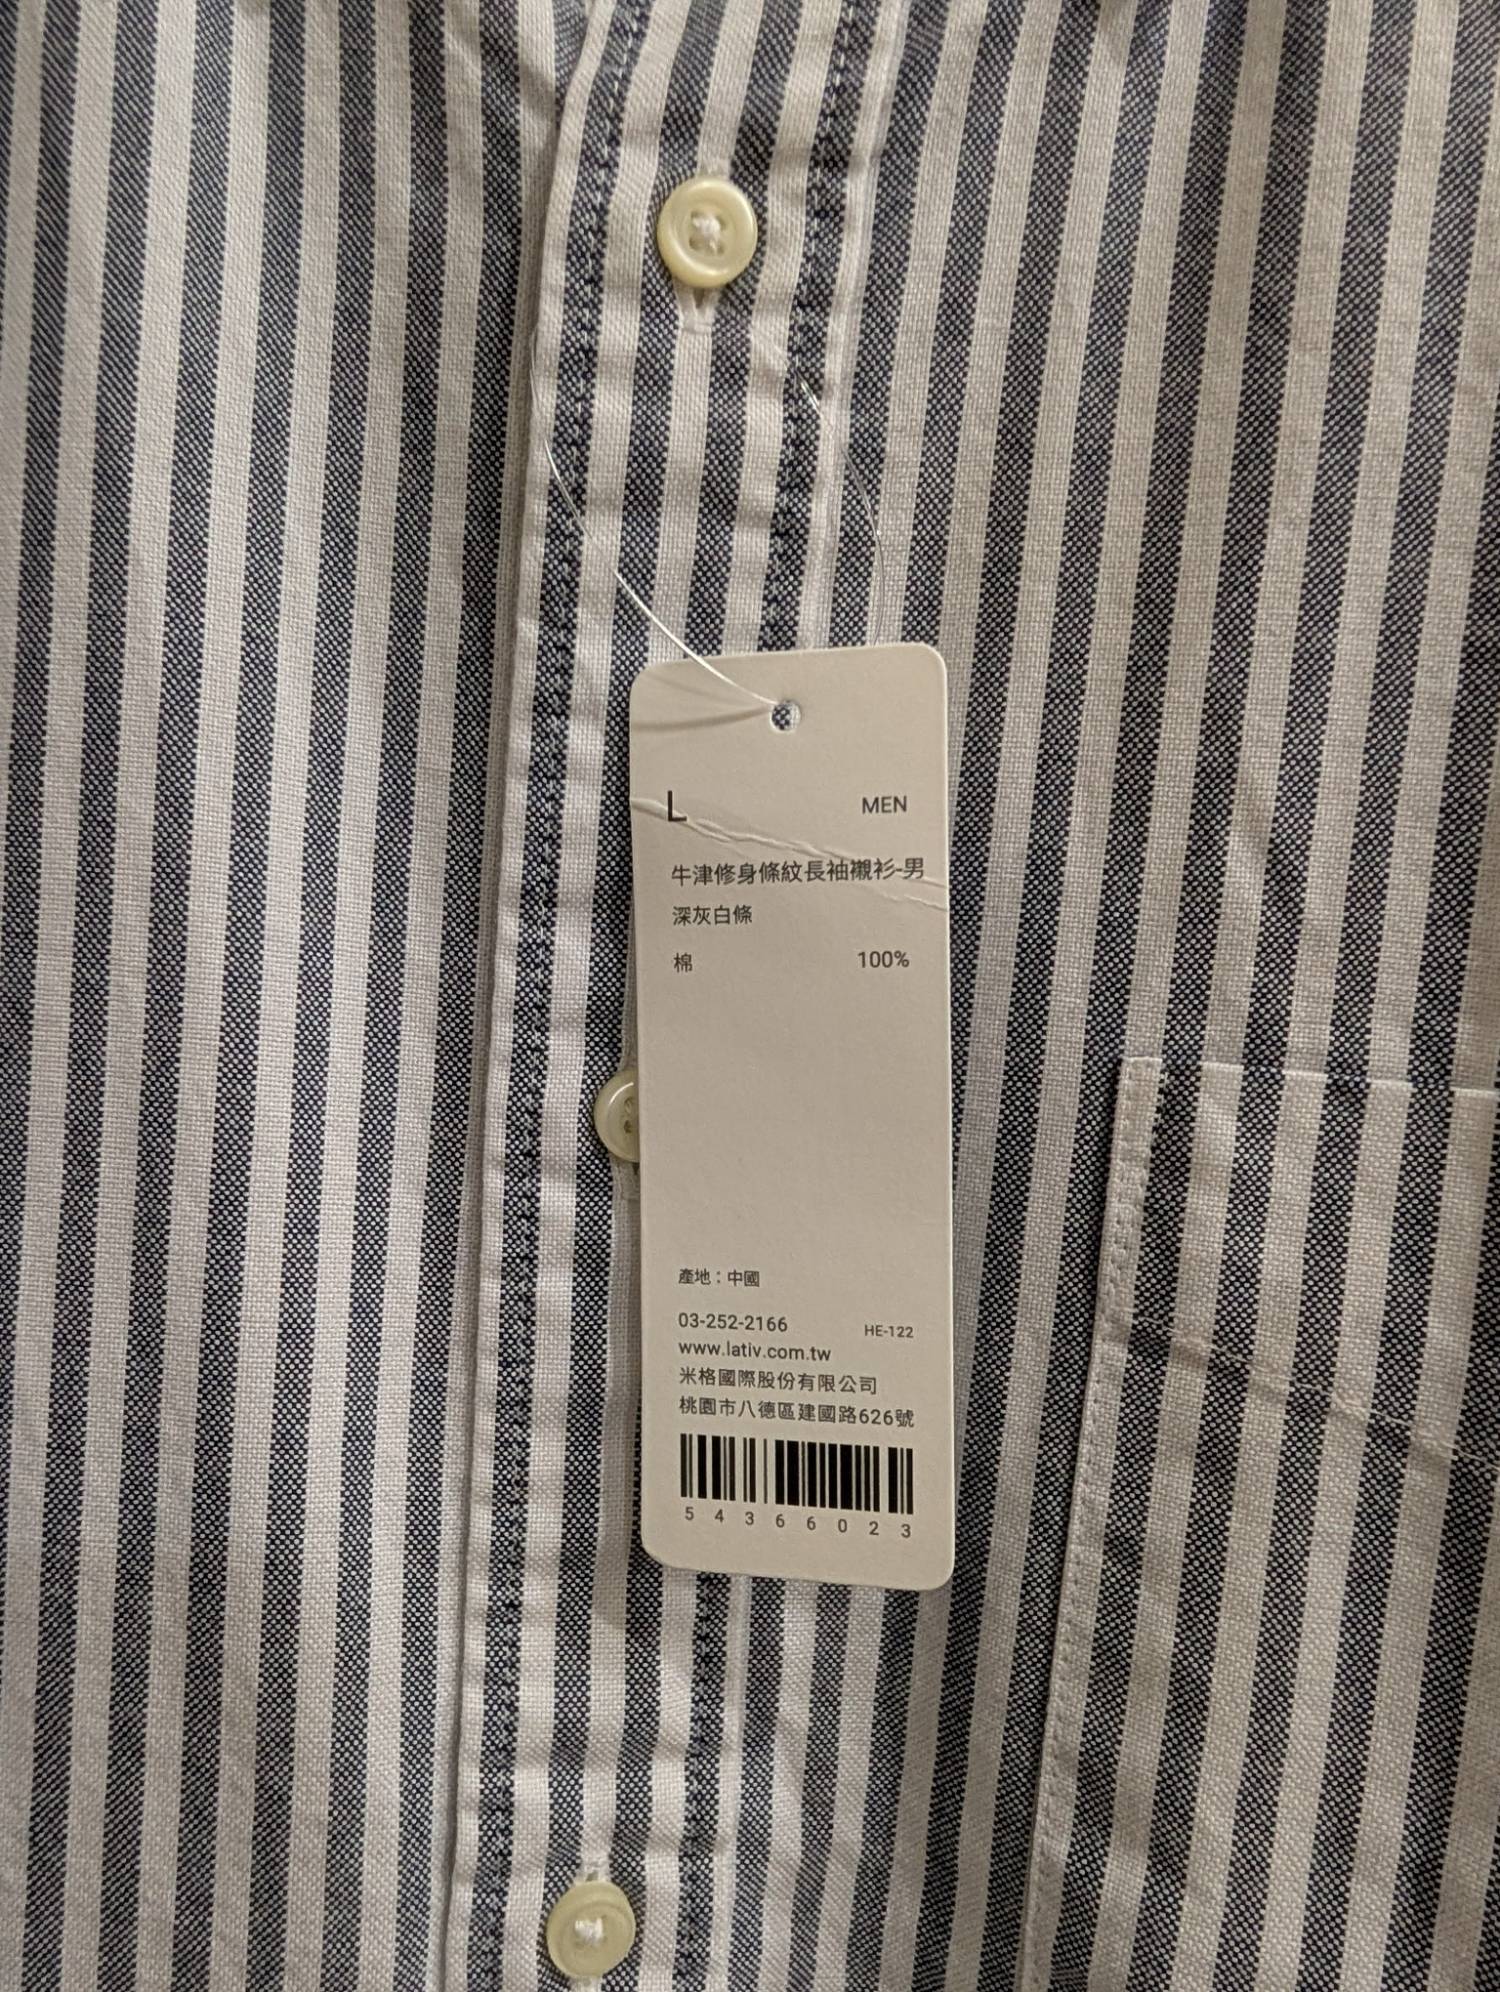 L MEN
牛津修身條紋長袖襯衫-男
深灰白條
棉 100%
產地：中國
03-252-2166 HE-122
www.lativ.com.tw
米格國際股份有限公司
桃園市八德區建國路626號
5 4 3 6 6 0 2 3